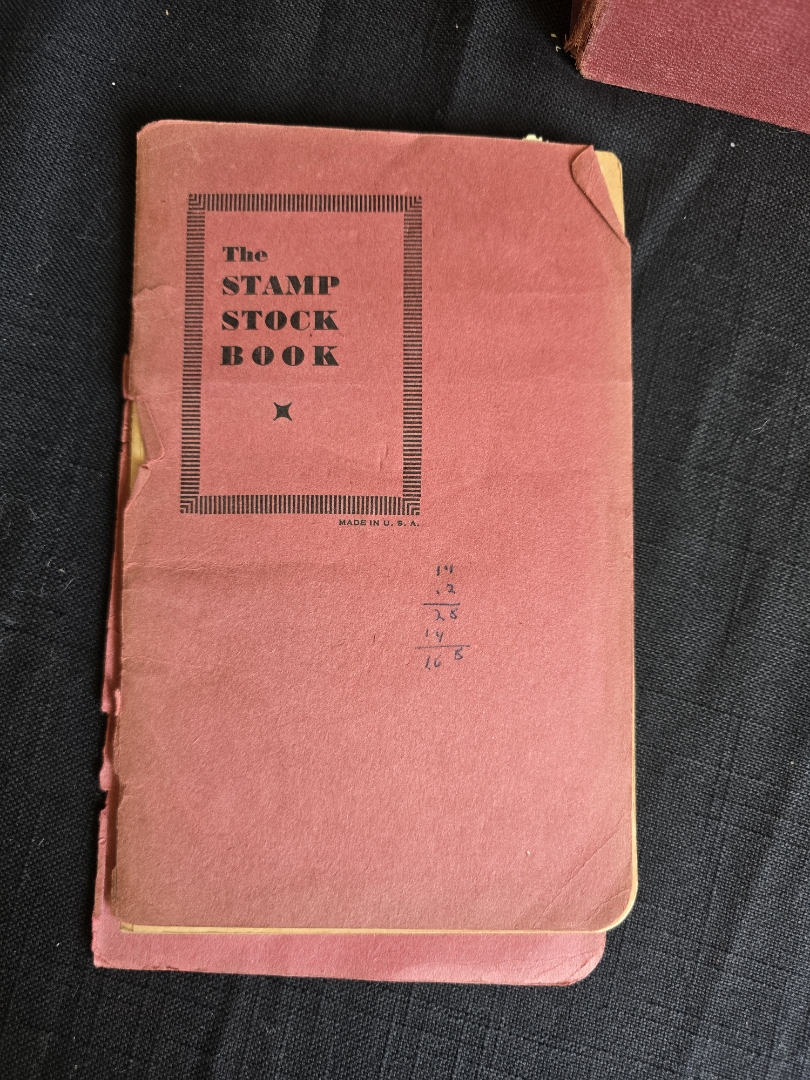 The
STAMP
STOCK
BOOK
MADE IN U. S. A.
14
12
28
14
168